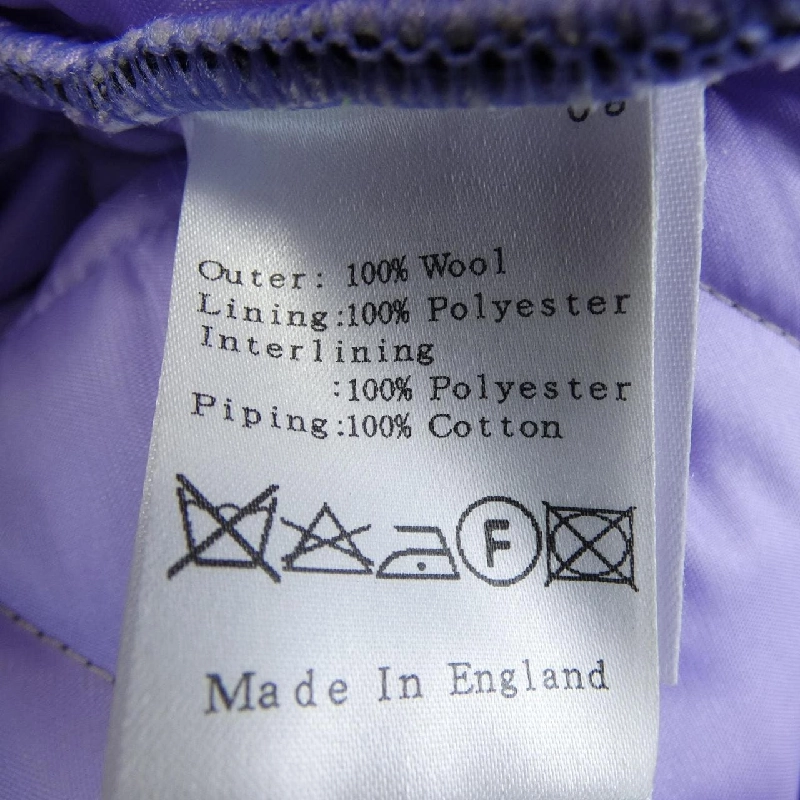 Outer: 100% Wool
Lining:100% Polyester
Interlining
:100% Polyester
Piping:100% Cotton
F
Made In England